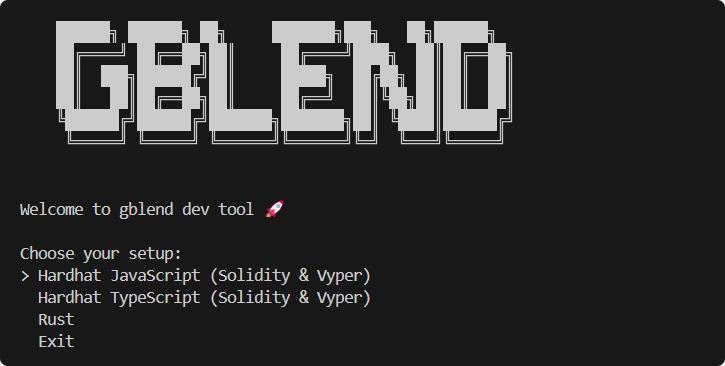 GBLEND
Welcome to gblend dev tool 🚀
Choose your setup:
> Hardhat JavaScript (Solidity & Vyper)
Hardhat TypeScript (Solidity & Vyper)
Rust
Exit